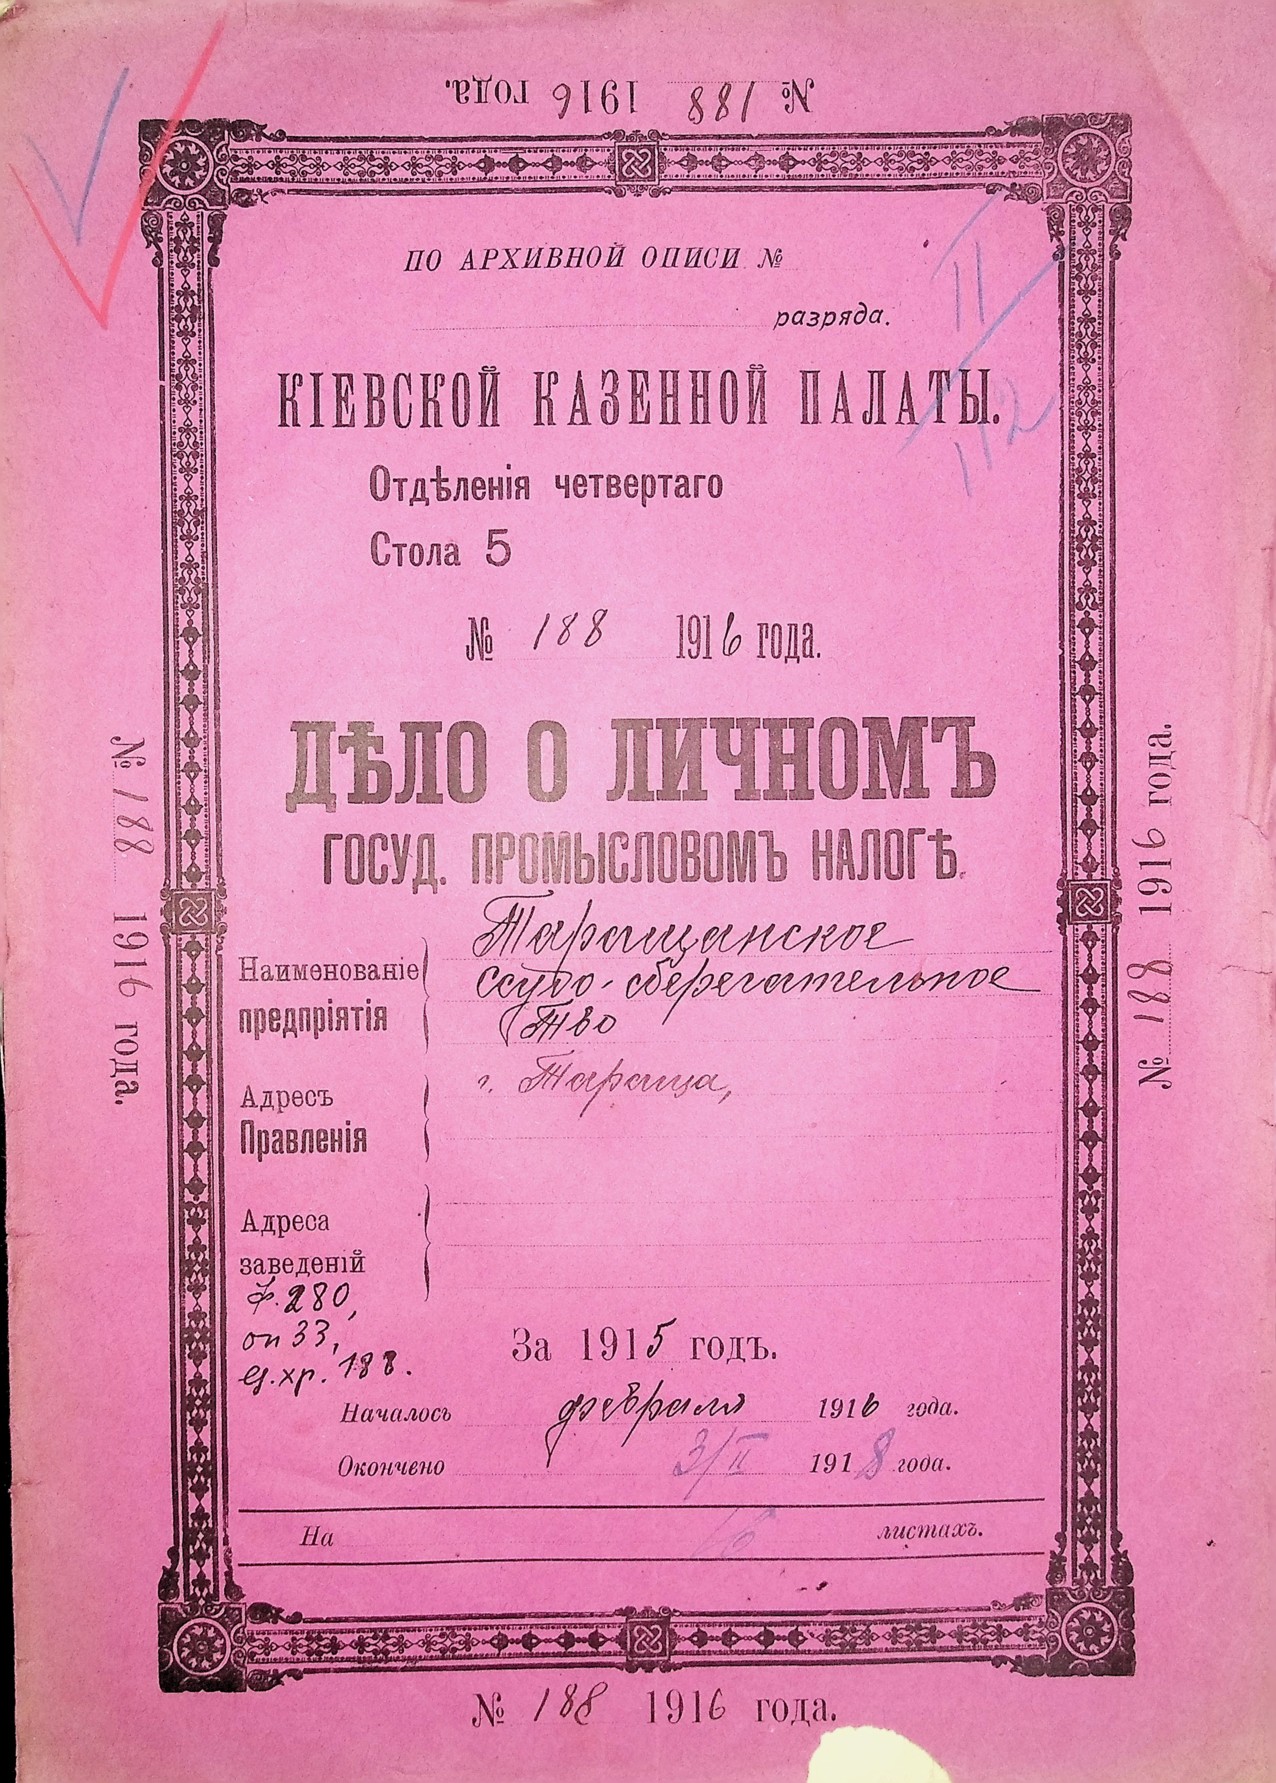 № 188 1916 года.
ПО АРХИВНОЙ ОПИСИ №
разряда.
II
112
КІЕВСКОЙ КАЗЕННОЙ ПАЛАТЫ.
Отдѣленія четвертаго
Стола 5
№ 188 1916 года.
ДѢЛО О ЛИЧНОМЪ
ГОСУД. ПРОМЫСЛОВОМЪ НАЛОГѢ.
Таращанское
Наименованіе ссудо-сберегательное
предпріятія Тво
г. Тараща,
Адресъ
Правленія
Адреса
заведеній
Ф. 280,
оп 33,
ед. хр. 188.
За 1915 годъ.
Началось февраля 1916 года.
Окончено 3/II 1918 года.
На 16 листахъ.
№ 188 1916 года.
№ 188 1916 года.
№ 188 1916 года.